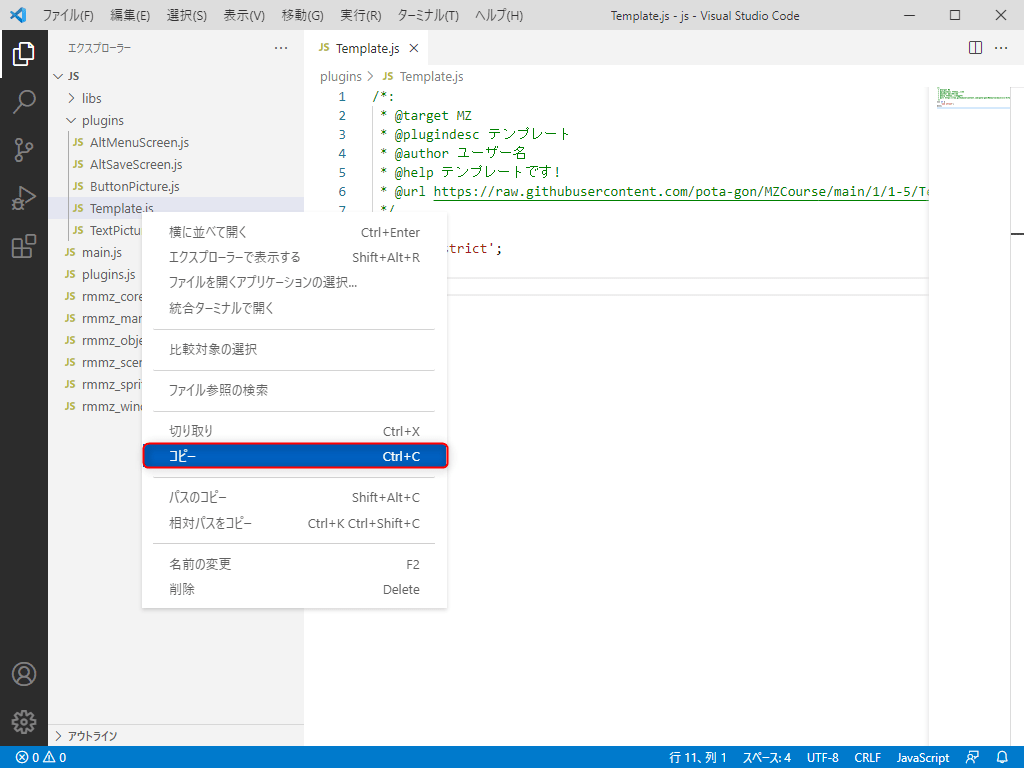 ファイル(F) 編集(E) 選択(S) 表示(V) 移動(G) 実行(R) ターミナル(T) ヘルプ(H) Template.js - js - Visual Studio Code
エクスプローラー
JS
libs
plugins
JS AltMenuScreen.js
JS AltSaveScreen.js
JS ButtonPicture.js
JS Template.js
JS TextPictu
JS main.js
JS plugins.js
JS rmmz_core
JS rmmz_mar
JS rmmz_obje
JS rmmz_scer
JS rmmz_sprit
JS rmmz_wind
アウトライン
JS Template.js
plugins > JS Template.js
1 /*:
2 * @target MZ
3 * @plugindesc テンプレート
4 * @author ユーザー名
5 * @help テンプレートです!
6 * @url https://raw.githubusercontent.com/pota-gon/MZCourse/main/1/1-5/Te
7 */
strict';
横に並べて開く Ctrl+Enter
エクスプローラーで表示する Shift+Alt+R
ファイルを開くアプリケーションの選択...
統合ターミナルで開く
比較対象の選択
ファイル参照の検索
切り取り Ctrl+X
コピー Ctrl+C
パスのコピー Shift+Alt+C
相対パスをコピー Ctrl+K Ctrl+Shift+C
名前の変更 F2
削除 Delete
0 0 行 11、列 1 スペース: 4 UTF-8 CRLF JavaScript